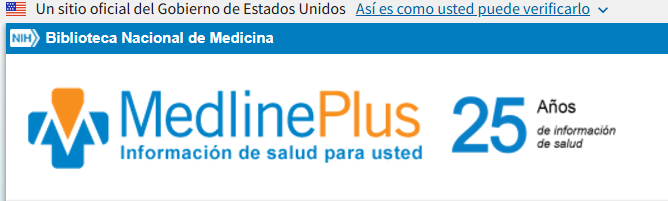 Un sitio oficial del Gobierno de Estados Unidos Así es como usted puede verificarlo
NIH Biblioteca Nacional de Medicina
MedlinePlus
Información de salud para usted
25 Años
de información
de salud